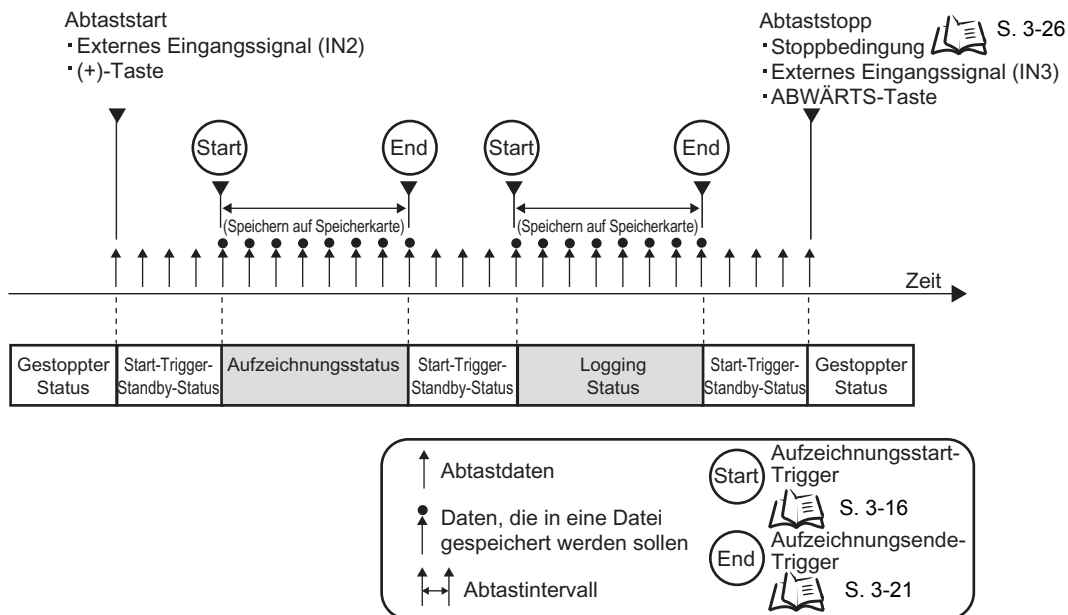 Abtaststart
・Externes Eingangssignal (IN2)
・(+)-Taste
Abtaststopp
・Stoppbedingung S. 3-26
・Externes Eingangssignal (IN3)
・ABWÄRTS-Taste
Start
End
Start
End
(Speichern auf Speicherkarte)
(Speichern auf Speicherkarte)
Zeit
Gestoppter
Status
Start-Trigger-
Standby-Status
Aufzeichnungsstatus
Start-Trigger-
Standby-Status
Logging
Status
Start-Trigger-
Standby-Status
Gestoppter
Status
Abtastdaten
Daten, die in eine Datei
gespeichert werden sollen
Abtastintervall
Start
Aufzeichnungsstart-
Trigger
S. 3-16
End
Aufzeichnungsende-
Trigger
S. 3-21